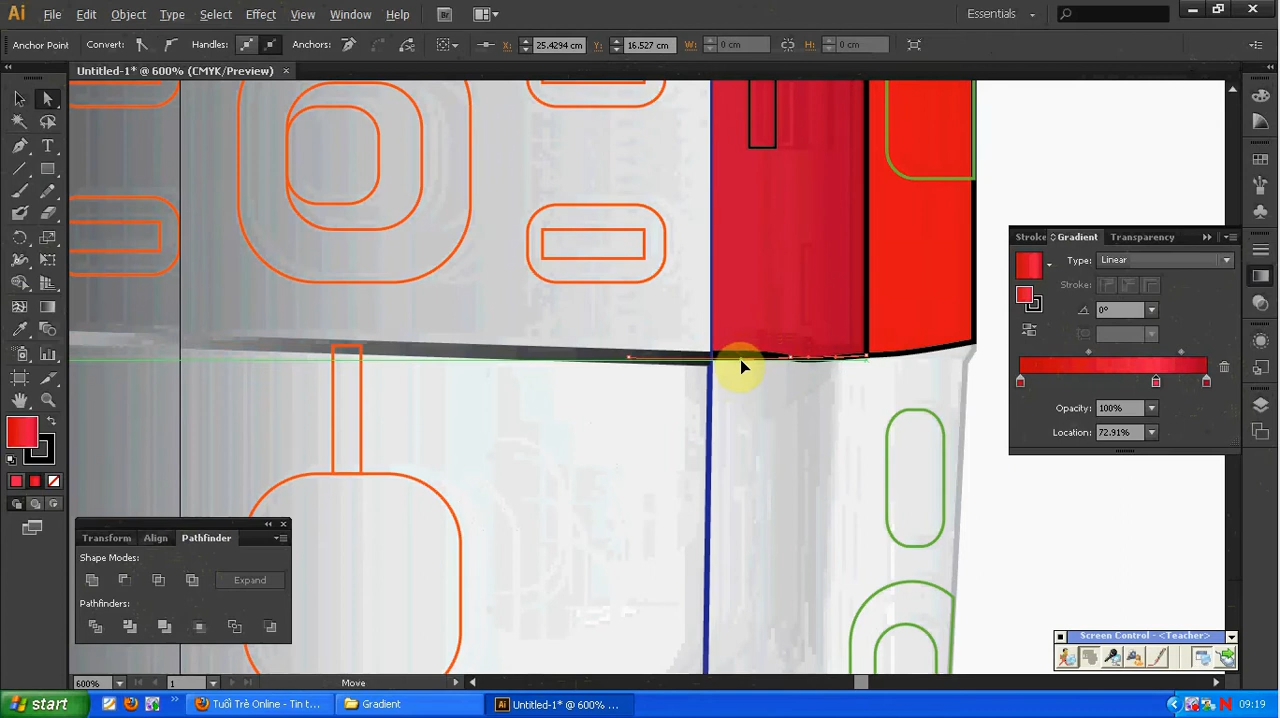 Ai File Edit Object Type Select Effect View Window Help Br Essentials
Anchor Point Convert: Handles: Anchors: X: 25.4294 cm Y: 16.527 cm W: 0 cm H: 0 cm
Untitled-1* @ 600% (CMYK/Preview)
Stroke Gradient Transparency
Type: Linear
Stroke:
0°
Opacity: 100%
Location: 72.91%
Transform Align Pathfinder
Shape Modes:
Expand
Pathfinders:
Screen Control - <Teacher>
600% 1 Move
start Tuổi Trẻ Online - Tin t... Gradient Ai Untitled-1* @ 600% ... N 09:19